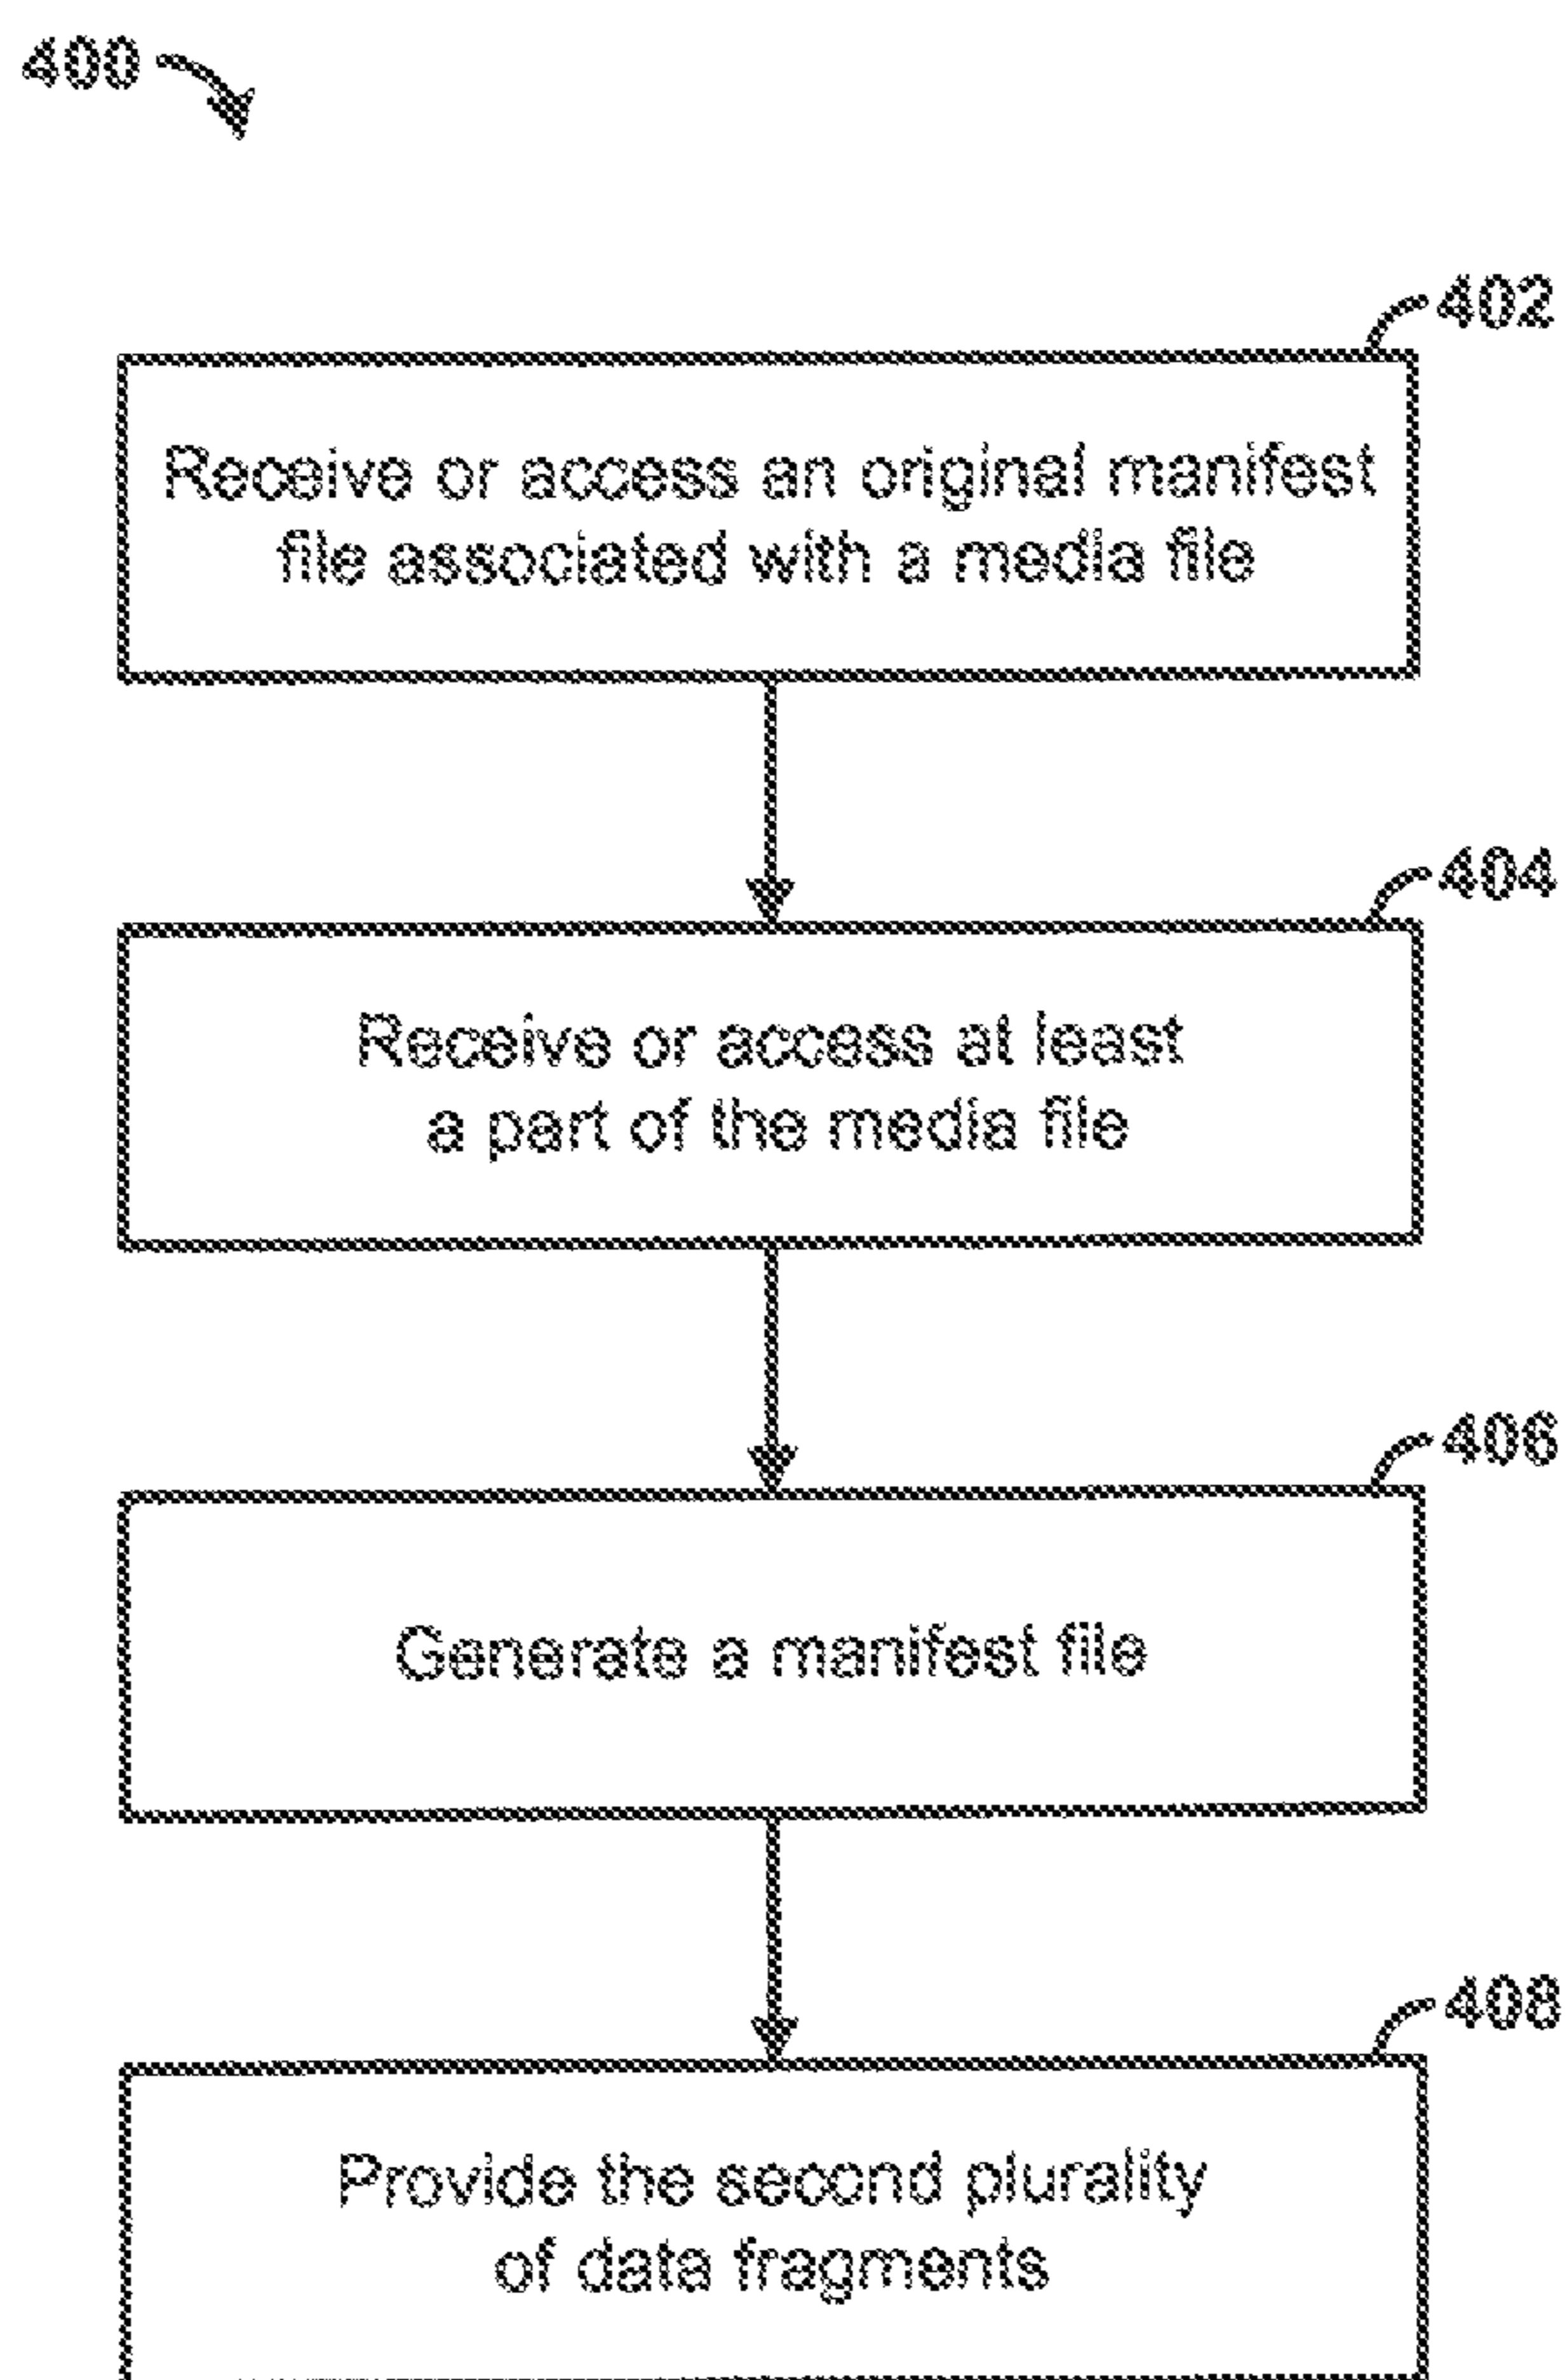 400
402
Receive or access an original manifest
file associated with a media file
404
Receive or access at least
a part of the media file
406
Generate a manifest file
408
Provide the second plurality
of data fragments